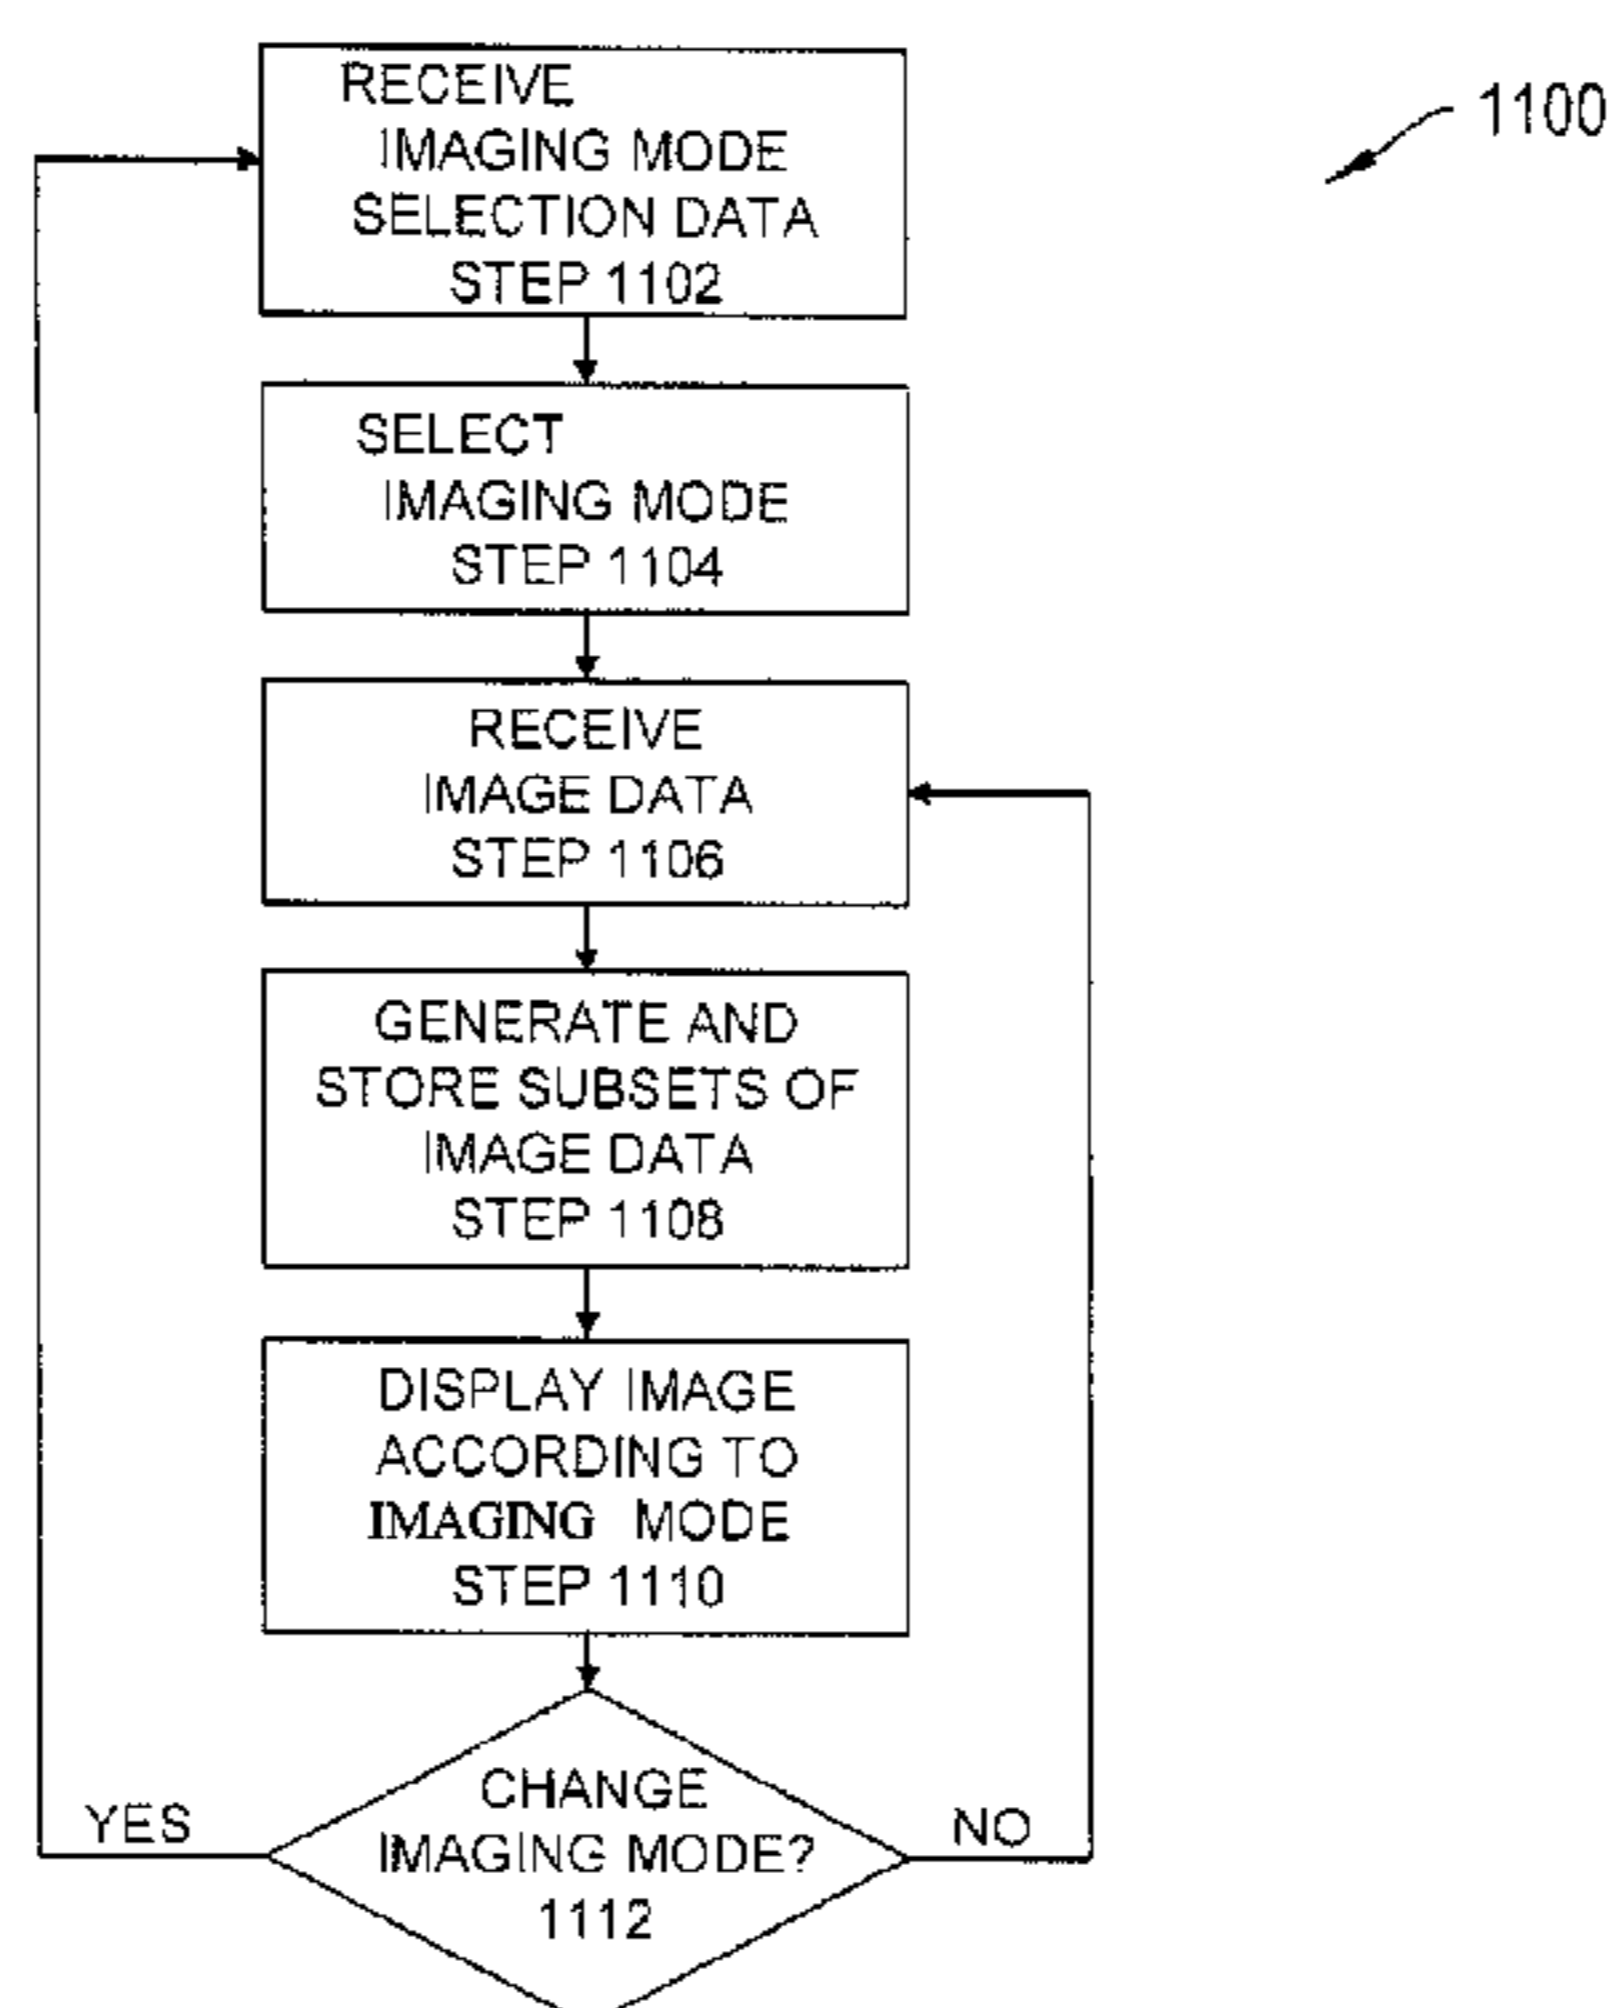 1100
RECEIVE
IMAGING MODE
SELECTION DATA
STEP 1102
SELECT
IMAGING MODE
STEP 1104
RECEIVE
IMAGE DATA
STEP 1106
GENERATE AND
STORE SUBSETS OF
IMAGE DATA
STEP 1108
DISPLAY IMAGE
ACCORDING TO
IMAGING MODE
STEP 1110
CHANGE
IMAGING MODE?
1112
YES
NO